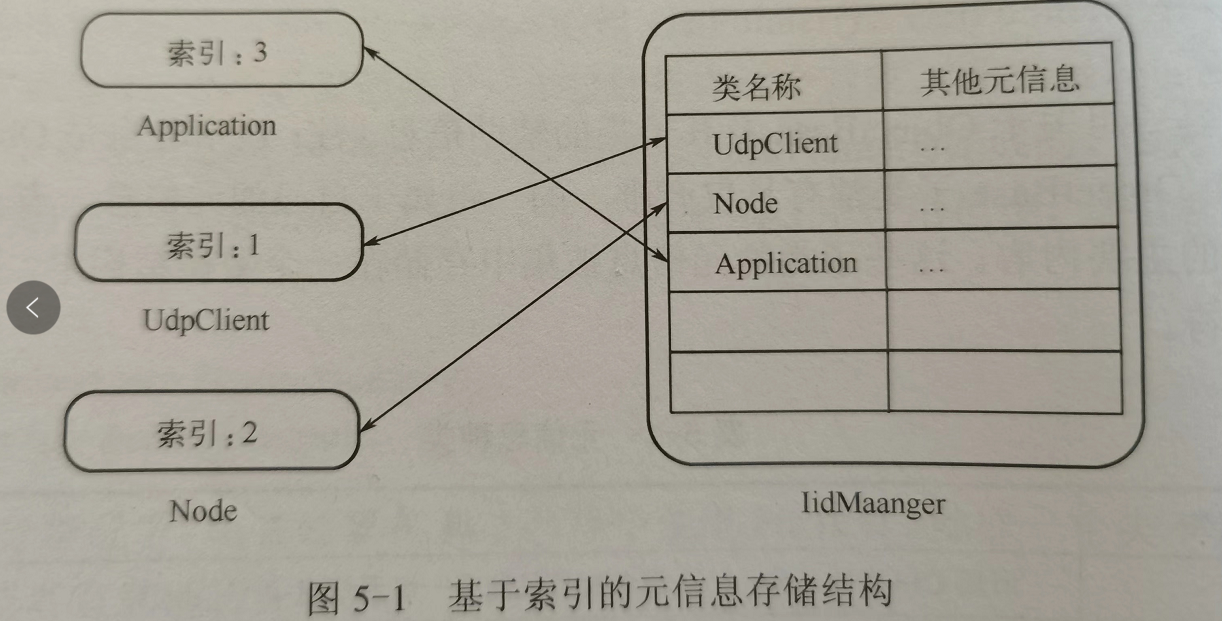 索引：3
Application
索引：1
UdpClient
索引：2
Node
类名称 其他元信息
UdpClient ...
Node ...
Application ...
IidMaanger
图 5-1 基于索引的元信息存储结构